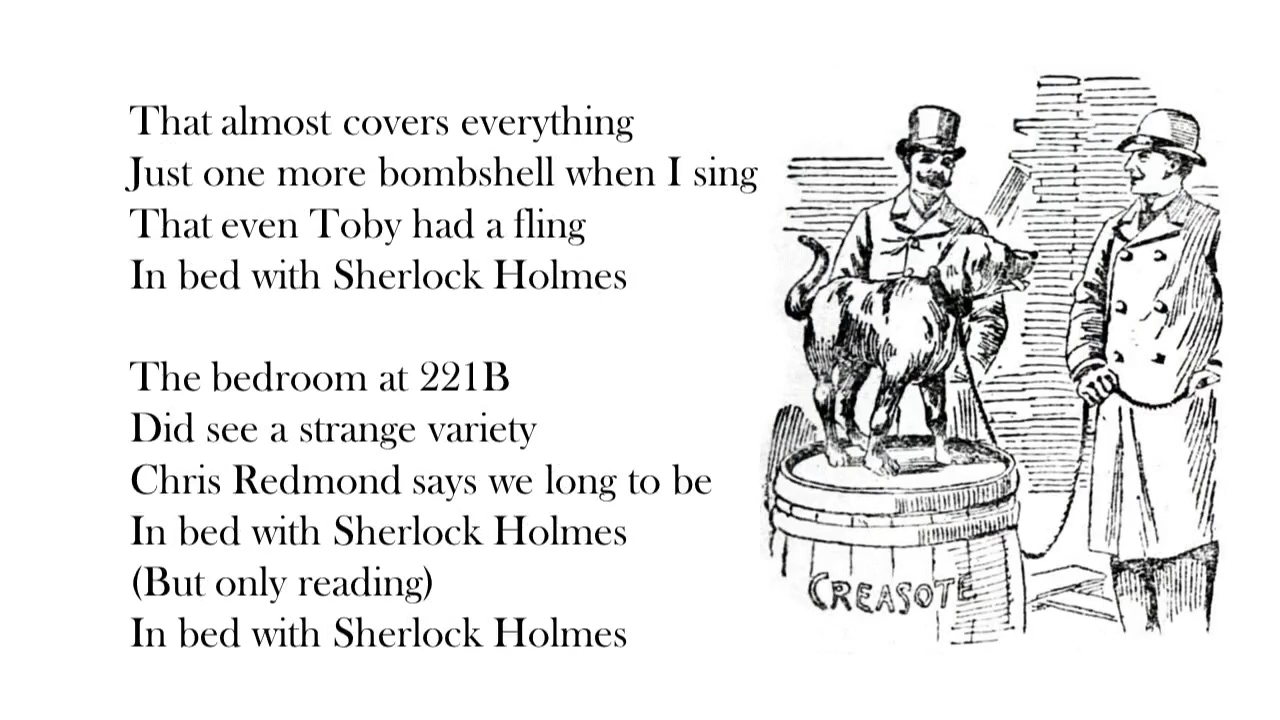 That almost covers everything
Just one more bombshell when I sing
That even Toby had a fling
In bed with Sherlock Holmes
The bedroom at 221B
Did see a strange variety
Chris Redmond says we long to be
In bed with Sherlock Holmes
(But only reading)
In bed with Sherlock Holmes
CREASOTE